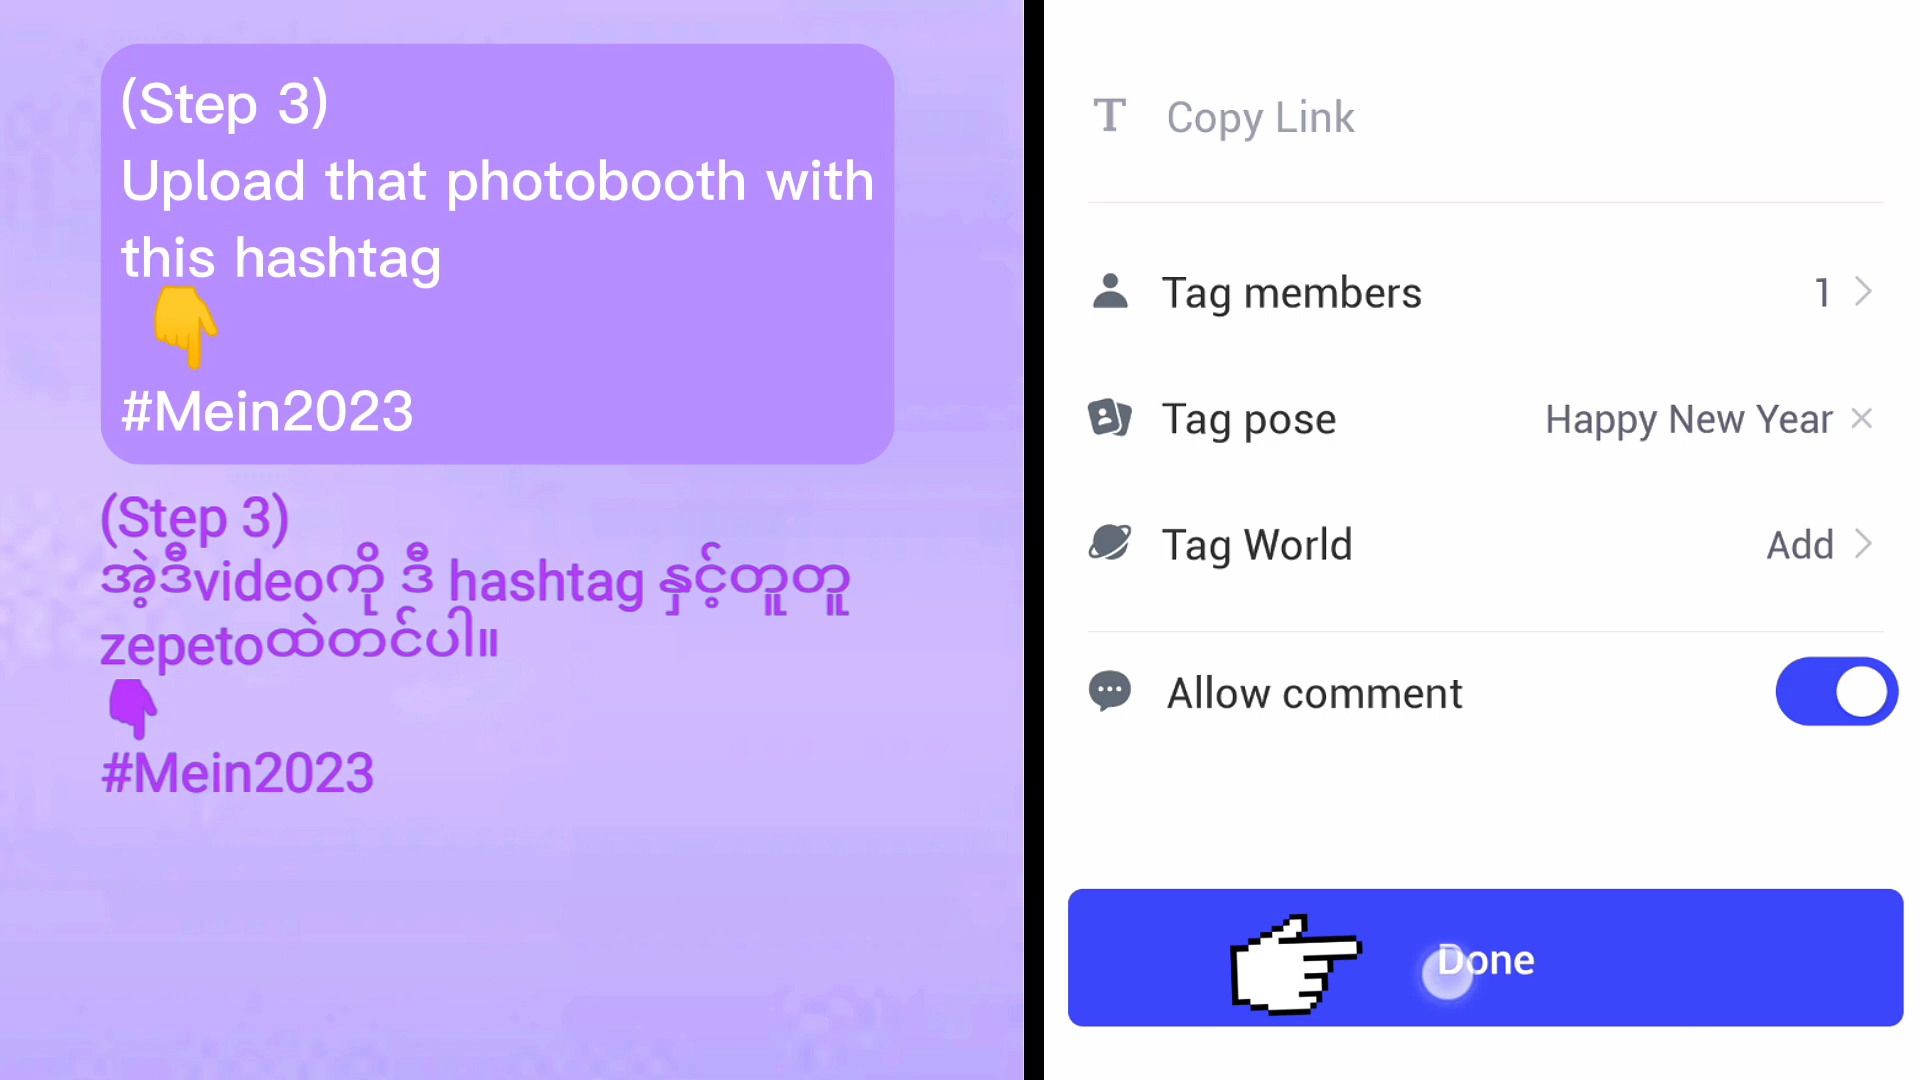 (Step 3)
Upload that photobooth with
this hashtag
👇
#Mein2023
(Step 3)
အဲ့ဒီvideoကို ဒီ hashtag နှင့်တူတူ
zepetoထဲတင်ပါ။
👇
#Mein2023
Copy Link
Tag members 1
Tag pose Happy New Year
Tag World Add
Allow comment
Done